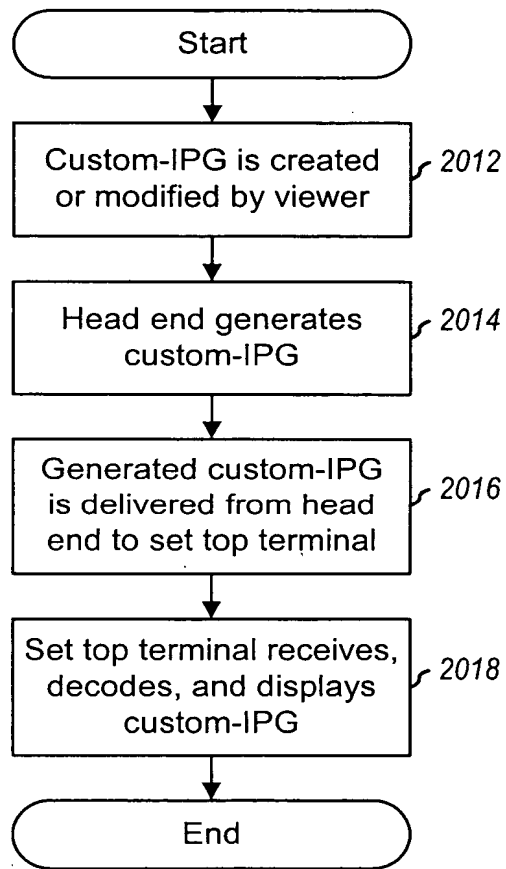 Start
Custom-IPG is created
or modified by viewer
2012
Head end generates
custom-IPG
2014
Generated custom-IPG
is delivered from head
end to set top terminal
2016
Set top terminal receives,
decodes, and displays
custom-IPG
2018
End